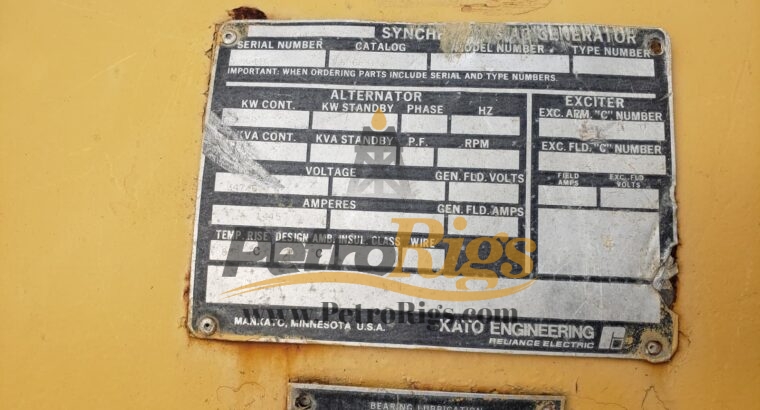 SERIAL NUMBER CATALOG MODEL NUMBER TYPE NUMBER
IMPORTANT: WHEN ORDERING PARTS INCLUDE SERIAL AND TYPE NUMBERS.
ALTERNATOR EXCITER
KW CONT. KW STANDBY PHASE HZ EXC. ARM. "C" NUMBER
KVA CONT. KVA STANDBY P.F. RPM EXC. FLD. "C" NUMBER
VOLTAGE GEN. FLD. VOLTS FIELD AMPS EXC. FLD VOLTS
AMPERES GEN. FLD. AMPS
TEMP. RISE DESIGN AMB. INSUL. CLASS WIRE
C C
PetroRigs
www.PetroRigs.com
MANKATO, MINNESOTA U.S.A. KATO ENGINEERING
RELIANCE ELECTRIC
BEARING LUBRICATION